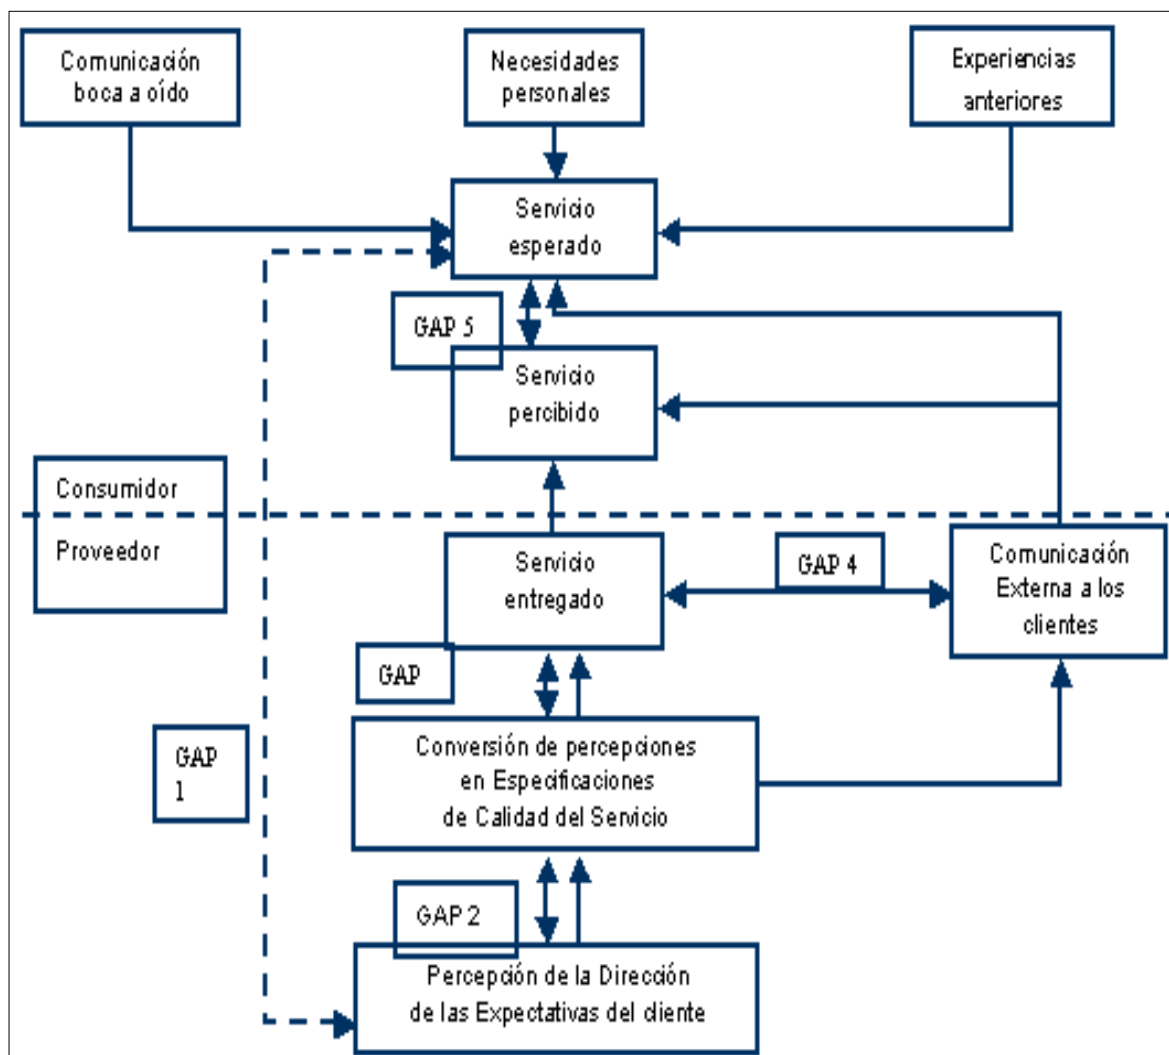 Comunicación
boca a oído
Necesidades
personales
Experiencias
anteriores
Servicio
esperado
GAP 5
Servicio
percibido
Consumidor
Proveedor
Servicio
entregado
GAP 4
Comunicación
Externa a los
clientes
GAP
GAP
1
Conversión de percepciones
en Especificaciones
de Calidad del Servicio
GAP 2
Percepción de la Dirección
de las Expectativas del cliente